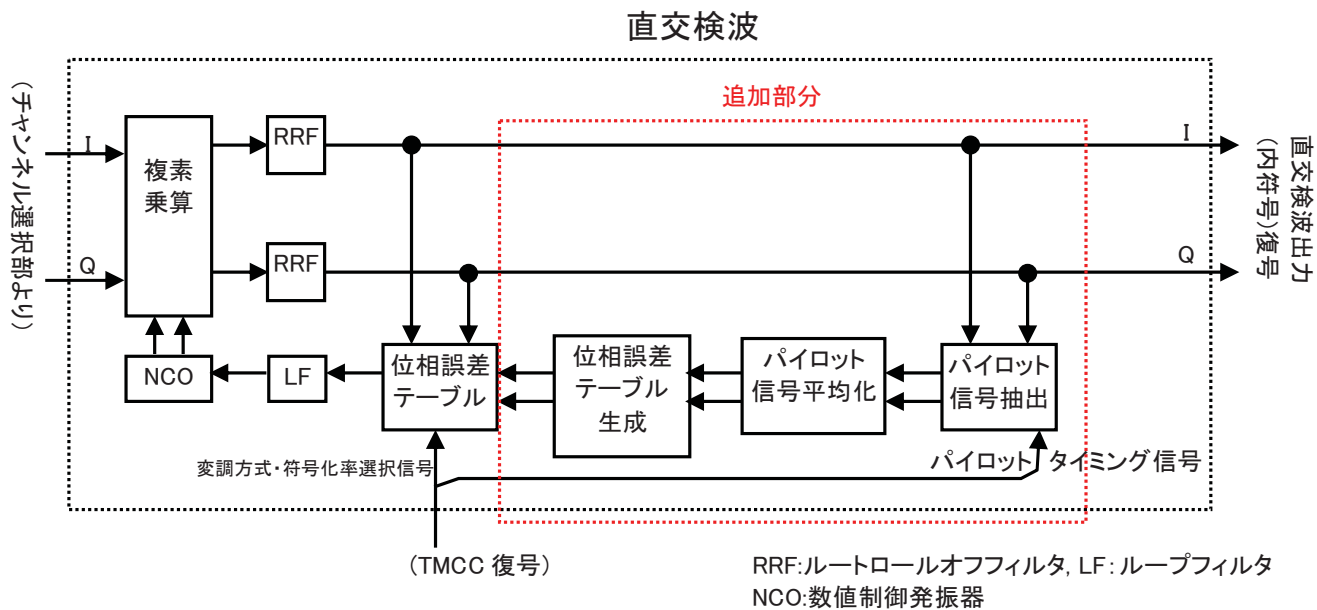 直交検波
追加部分
(チャンネル選択部より)
I
Q
複素
乗算
RRF
RRF
I
Q
直交検波出力
(内符号)復号
NCO
LF
位相誤差
テーブル
位相誤差
テーブル
生成
パイロット
信号平均化
パイロット
信号抽出
変調方式・符号化率選択信号
パイロット タイミング信号
(TMCC 復号)
RRF:ルートロールオフフィルタ, LF: ループフィルタ
NCO:数値制御発振器